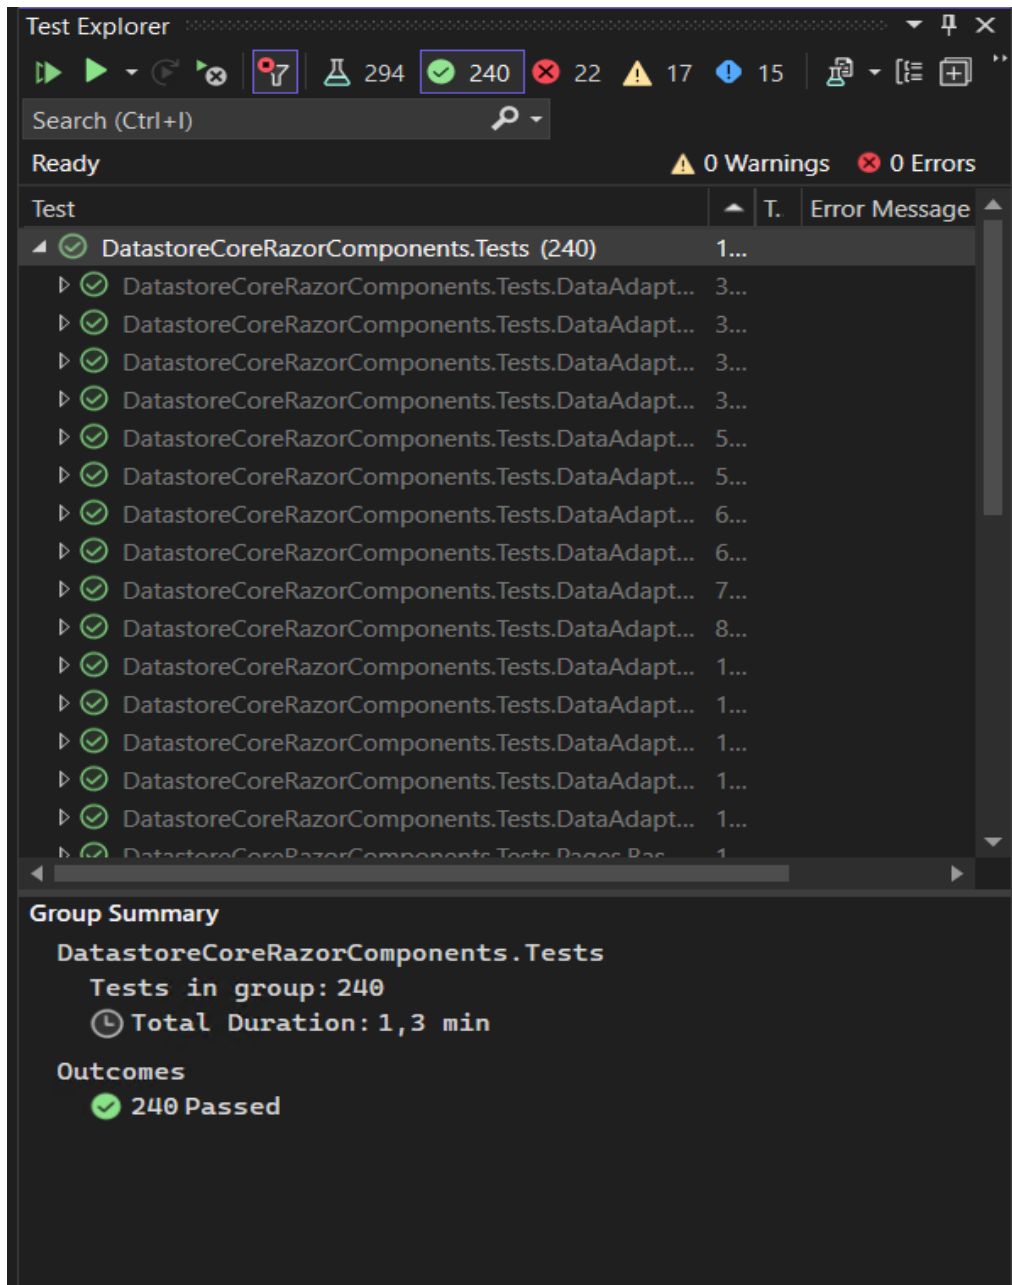 Test Explorer
294 240 22 17 15
Search (Ctrl+I)
Ready 0 Warnings 0 Errors
Test T. Error Message
DatastoreCoreRazorComponents.Tests (240) 1...
DatastoreCoreRazorComponents.Tests.DataAdapt... 3...
DatastoreCoreRazorComponents.Tests.DataAdapt... 3...
DatastoreCoreRazorComponents.Tests.DataAdapt... 3...
DatastoreCoreRazorComponents.Tests.DataAdapt... 3...
DatastoreCoreRazorComponents.Tests.DataAdapt... 5...
DatastoreCoreRazorComponents.Tests.DataAdapt... 5...
DatastoreCoreRazorComponents.Tests.DataAdapt... 6...
DatastoreCoreRazorComponents.Tests.DataAdapt... 6...
DatastoreCoreRazorComponents.Tests.DataAdapt... 7...
DatastoreCoreRazorComponents.Tests.DataAdapt... 8...
DatastoreCoreRazorComponents.Tests.DataAdapt... 1...
DatastoreCoreRazorComponents.Tests.DataAdapt... 1...
DatastoreCoreRazorComponents.Tests.DataAdapt... 1...
DatastoreCoreRazorComponents.Tests.DataAdapt... 1...
DatastoreCoreRazorComponents.Tests.DataAdapt... 1...
DatastoreCoreRazorComponents.Tests.Pages.Bas... 1...
Group Summary
DatastoreCoreRazorComponents.Tests
Tests in group: 240
Total Duration: 1,3 min
Outcomes
240 Passed